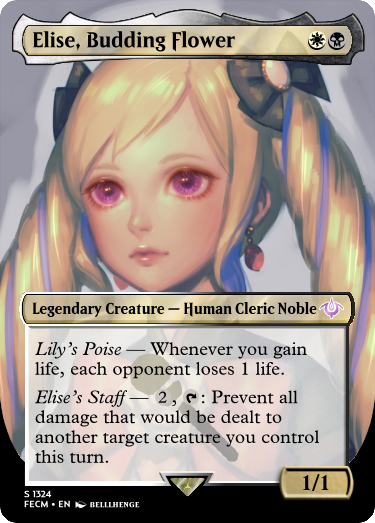 Elise, Budding Flower
Legendary Creature — Human Cleric Noble
Lily's Poise — Whenever you gain
life, each opponent loses 1 life.
Elise's Staff — 2 , : Prevent all
damage that would be dealt to
another target creature you control
this turn.
1/1
S 1324
FECM • EN BELLLHENGE